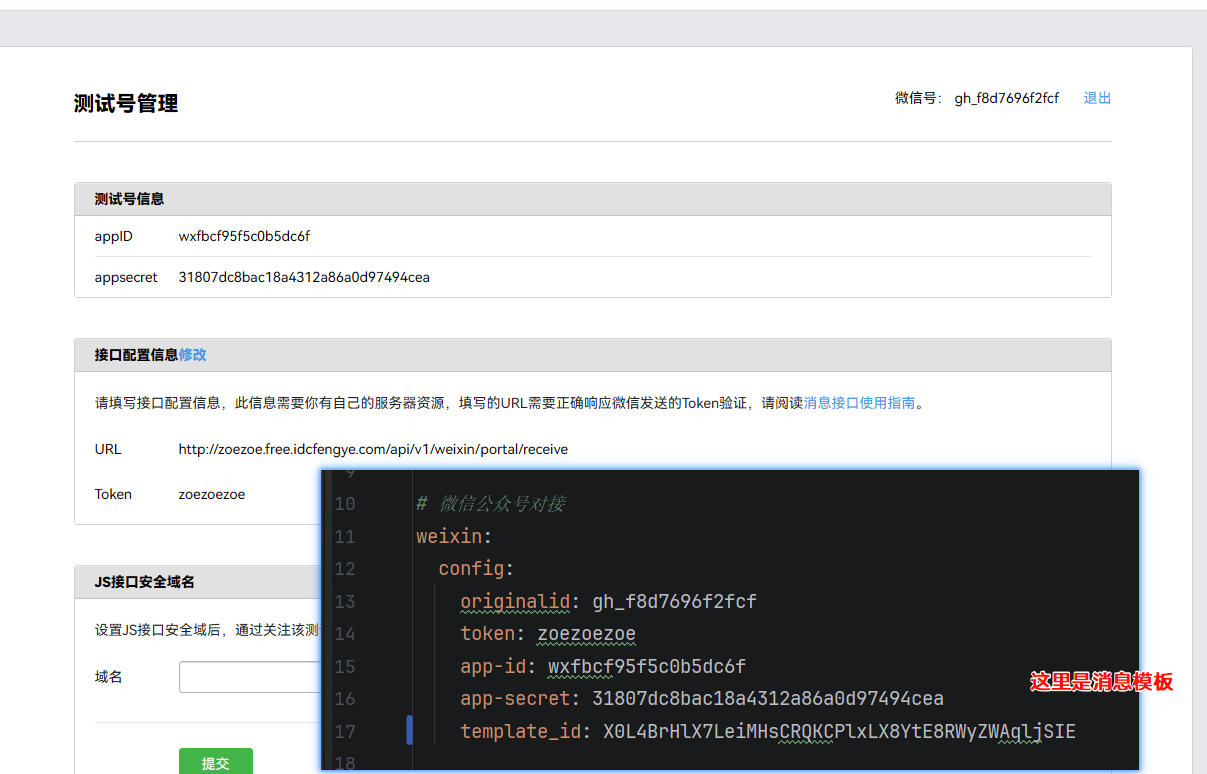 测试号管理
微信号： gh_f8d7696f2fcf 退出
测试号信息
appID wxfbcf95f5c0b5dc6f
appsecret 31807dc8bac18a4312a86a0d97494cea
接口配置信息修改
请填写接口配置信息，此信息需要你有自己的服务器资源，填写的URL需要正确响应微信发送的Token验证，请阅读消息接口使用指南。
URL http://zoezoe.free.idcfengye.com/api/v1/weixin/portal/receive
Token zoezoezoe
JS接口安全域名
设置JS接口安全域后，通过关注该测
域名
提交
9
10 # 微信公众号对接
11 weixin:
12 config:
13 originalid: gh_f8d7696f2fcf
14 token: zoezoezoe
15 app-id: wxfbcf95f5c0b5dc6f
16 app-secret: 31807dc8bac18a4312a86a0d97494cea
17 template_id: X0L4BrHlX7LeiMHsCRQKCPlxLX8YtE8RWyZWAqljSIE
18
这里是消息模板